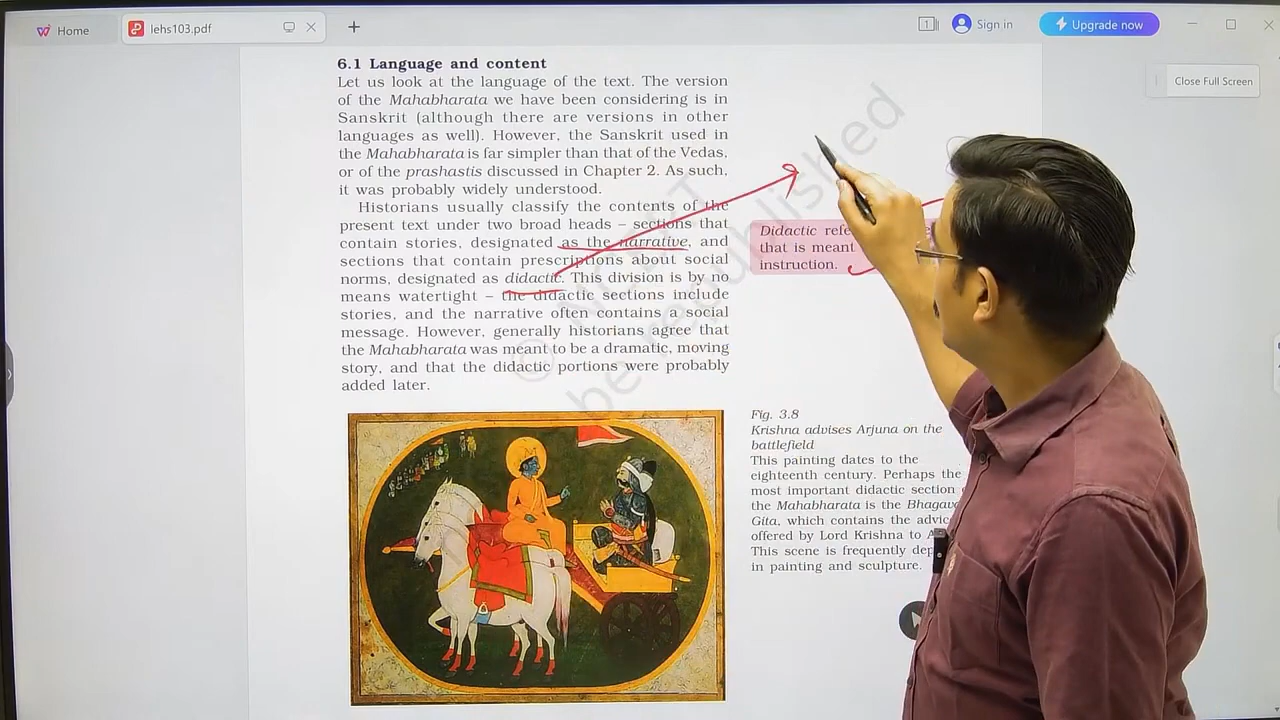 Home
lehs103.pdf
1
Sign in
Upgrade now
Close Full Screen
6.1 Language and content
Let us look at the language of the text. The version
of the Mahabharata we have been considering is in
Sanskrit (although there are versions in other
languages as well). However, the Sanskrit used in
the Mahabharata is far simpler than that of the Vedas,
or of the prashastis discussed in Chapter 2. As such,
it was probably widely understood.
Historians usually classify the contents of the
present text under two broad heads – sections that
contain stories, designated as the narrative, and
sections that contain prescriptions about social
norms, designated as didactic. This division is by no
means watertight – the didactic sections include
stories, and the narrative often contains a social
message. However, generally historians agree that
the Mahabharata was meant to be a dramatic, moving
story, and that the didactic portions were probably
added later.
Didactic
that is meant
instruction.
Fig. 3.8
Krishna advises Arjuna on the
battlefield
This painting dates to the
eighteenth century. Perhaps the
most important didactic section
the Mahabharata is the
Gita, which contains the
offered by Lord Krishna to
This scene is frequently
in painting and sculpture.
be republished